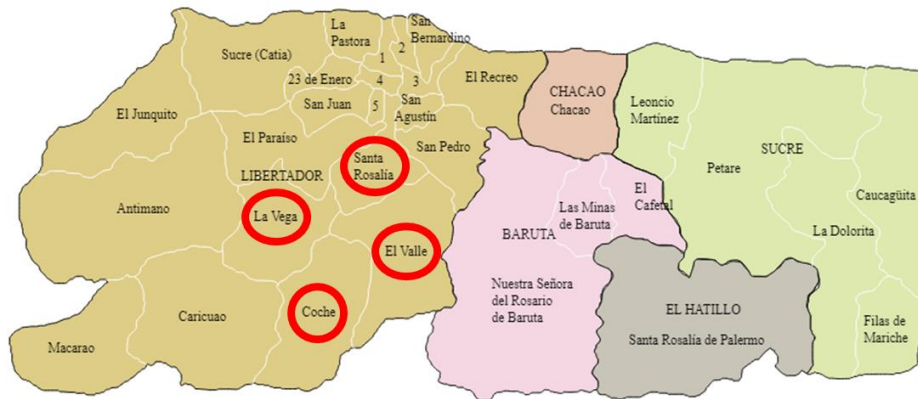 La
Pastora
San
Bernardino
Sucre (Catia)
1
2
23 de Enero
4
3
El Recreo
San Juan
5
San
Agustín
El Junquito
El Paraíso
San Pedro
Santa
Rosalía
LIBERTADOR
Antimano
La Vega
El Valle
Coche
Caricuao
Macarao
CHACAO
Chacao
Leoncio
Martínez
SUCRE
Petare
Caucagüita
La Dolorita
Filas de
Mariche
El
Cafetal
Las Minas
de Baruta
BARUTA
Nuestra Señora
del Rosario
de Baruta
EL HATILLO
Santa Rosalía de Palermo